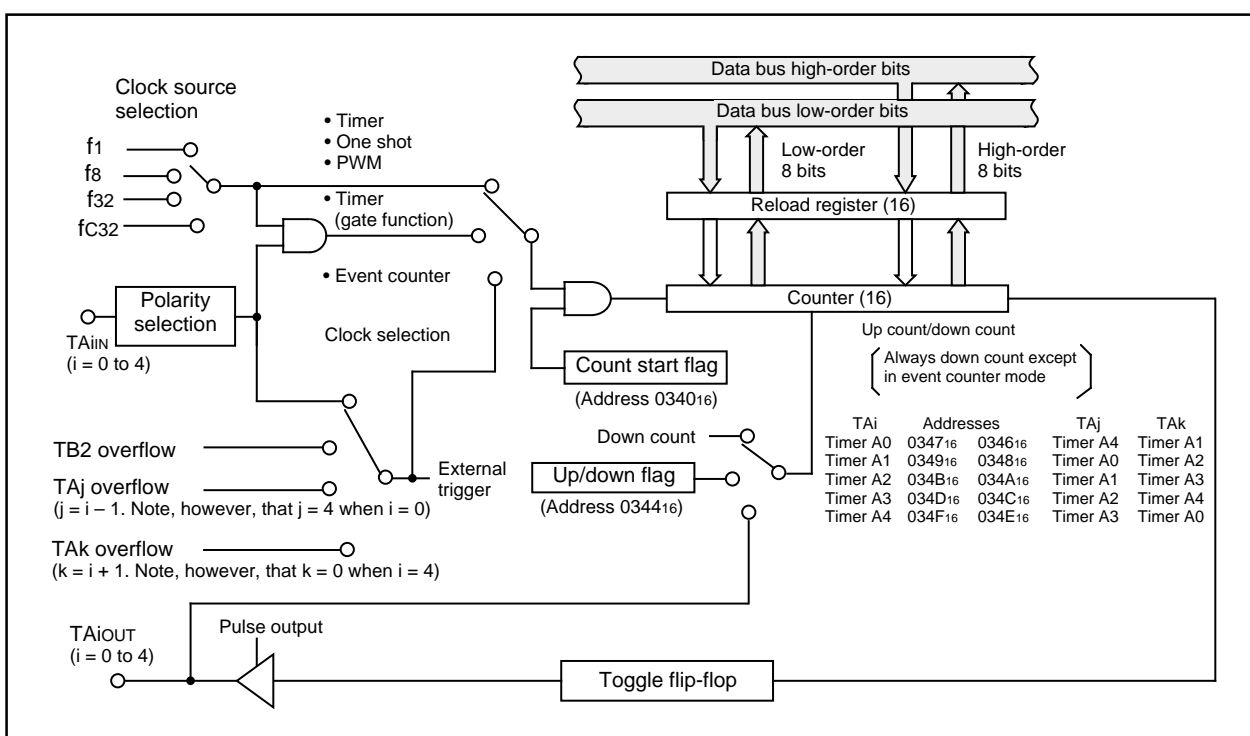 Data bus high-order bits
Data bus low-order bits
Clock source
selection
f1
f8
f32
fC32
• Timer
• One shot
• PWM
• Timer
(gate function)
• Event counter
Low-order
8 bits
High-order
8 bits
Reload register (16)
Counter (16)
Polarity
selection
TAiIN
(i = 0 to 4)
Clock selection
Up count/down count
Always down count except
in event counter mode
Count start flag
(Address 034016)
TB2 overflow
TAj overflow
(j = i – 1. Note, however, that j = 4 when i = 0)
TAk overflow
(k = i + 1. Note, however, that k = 0 when i = 4)
External
trigger
Down count
Up/down flag
(Address 034416)
TAi Addresses TAj TAk
Timer A0 034716 034616 Timer A4 Timer A1
Timer A1 034916 034816 Timer A0 Timer A2
Timer A2 034B16 034A16 Timer A1 Timer A3
Timer A3 034D16 034C16 Timer A2 Timer A4
Timer A4 034F16 034E16 Timer A3 Timer A0
TAiOUT
(i = 0 to 4)
Pulse output
Toggle flip-flop